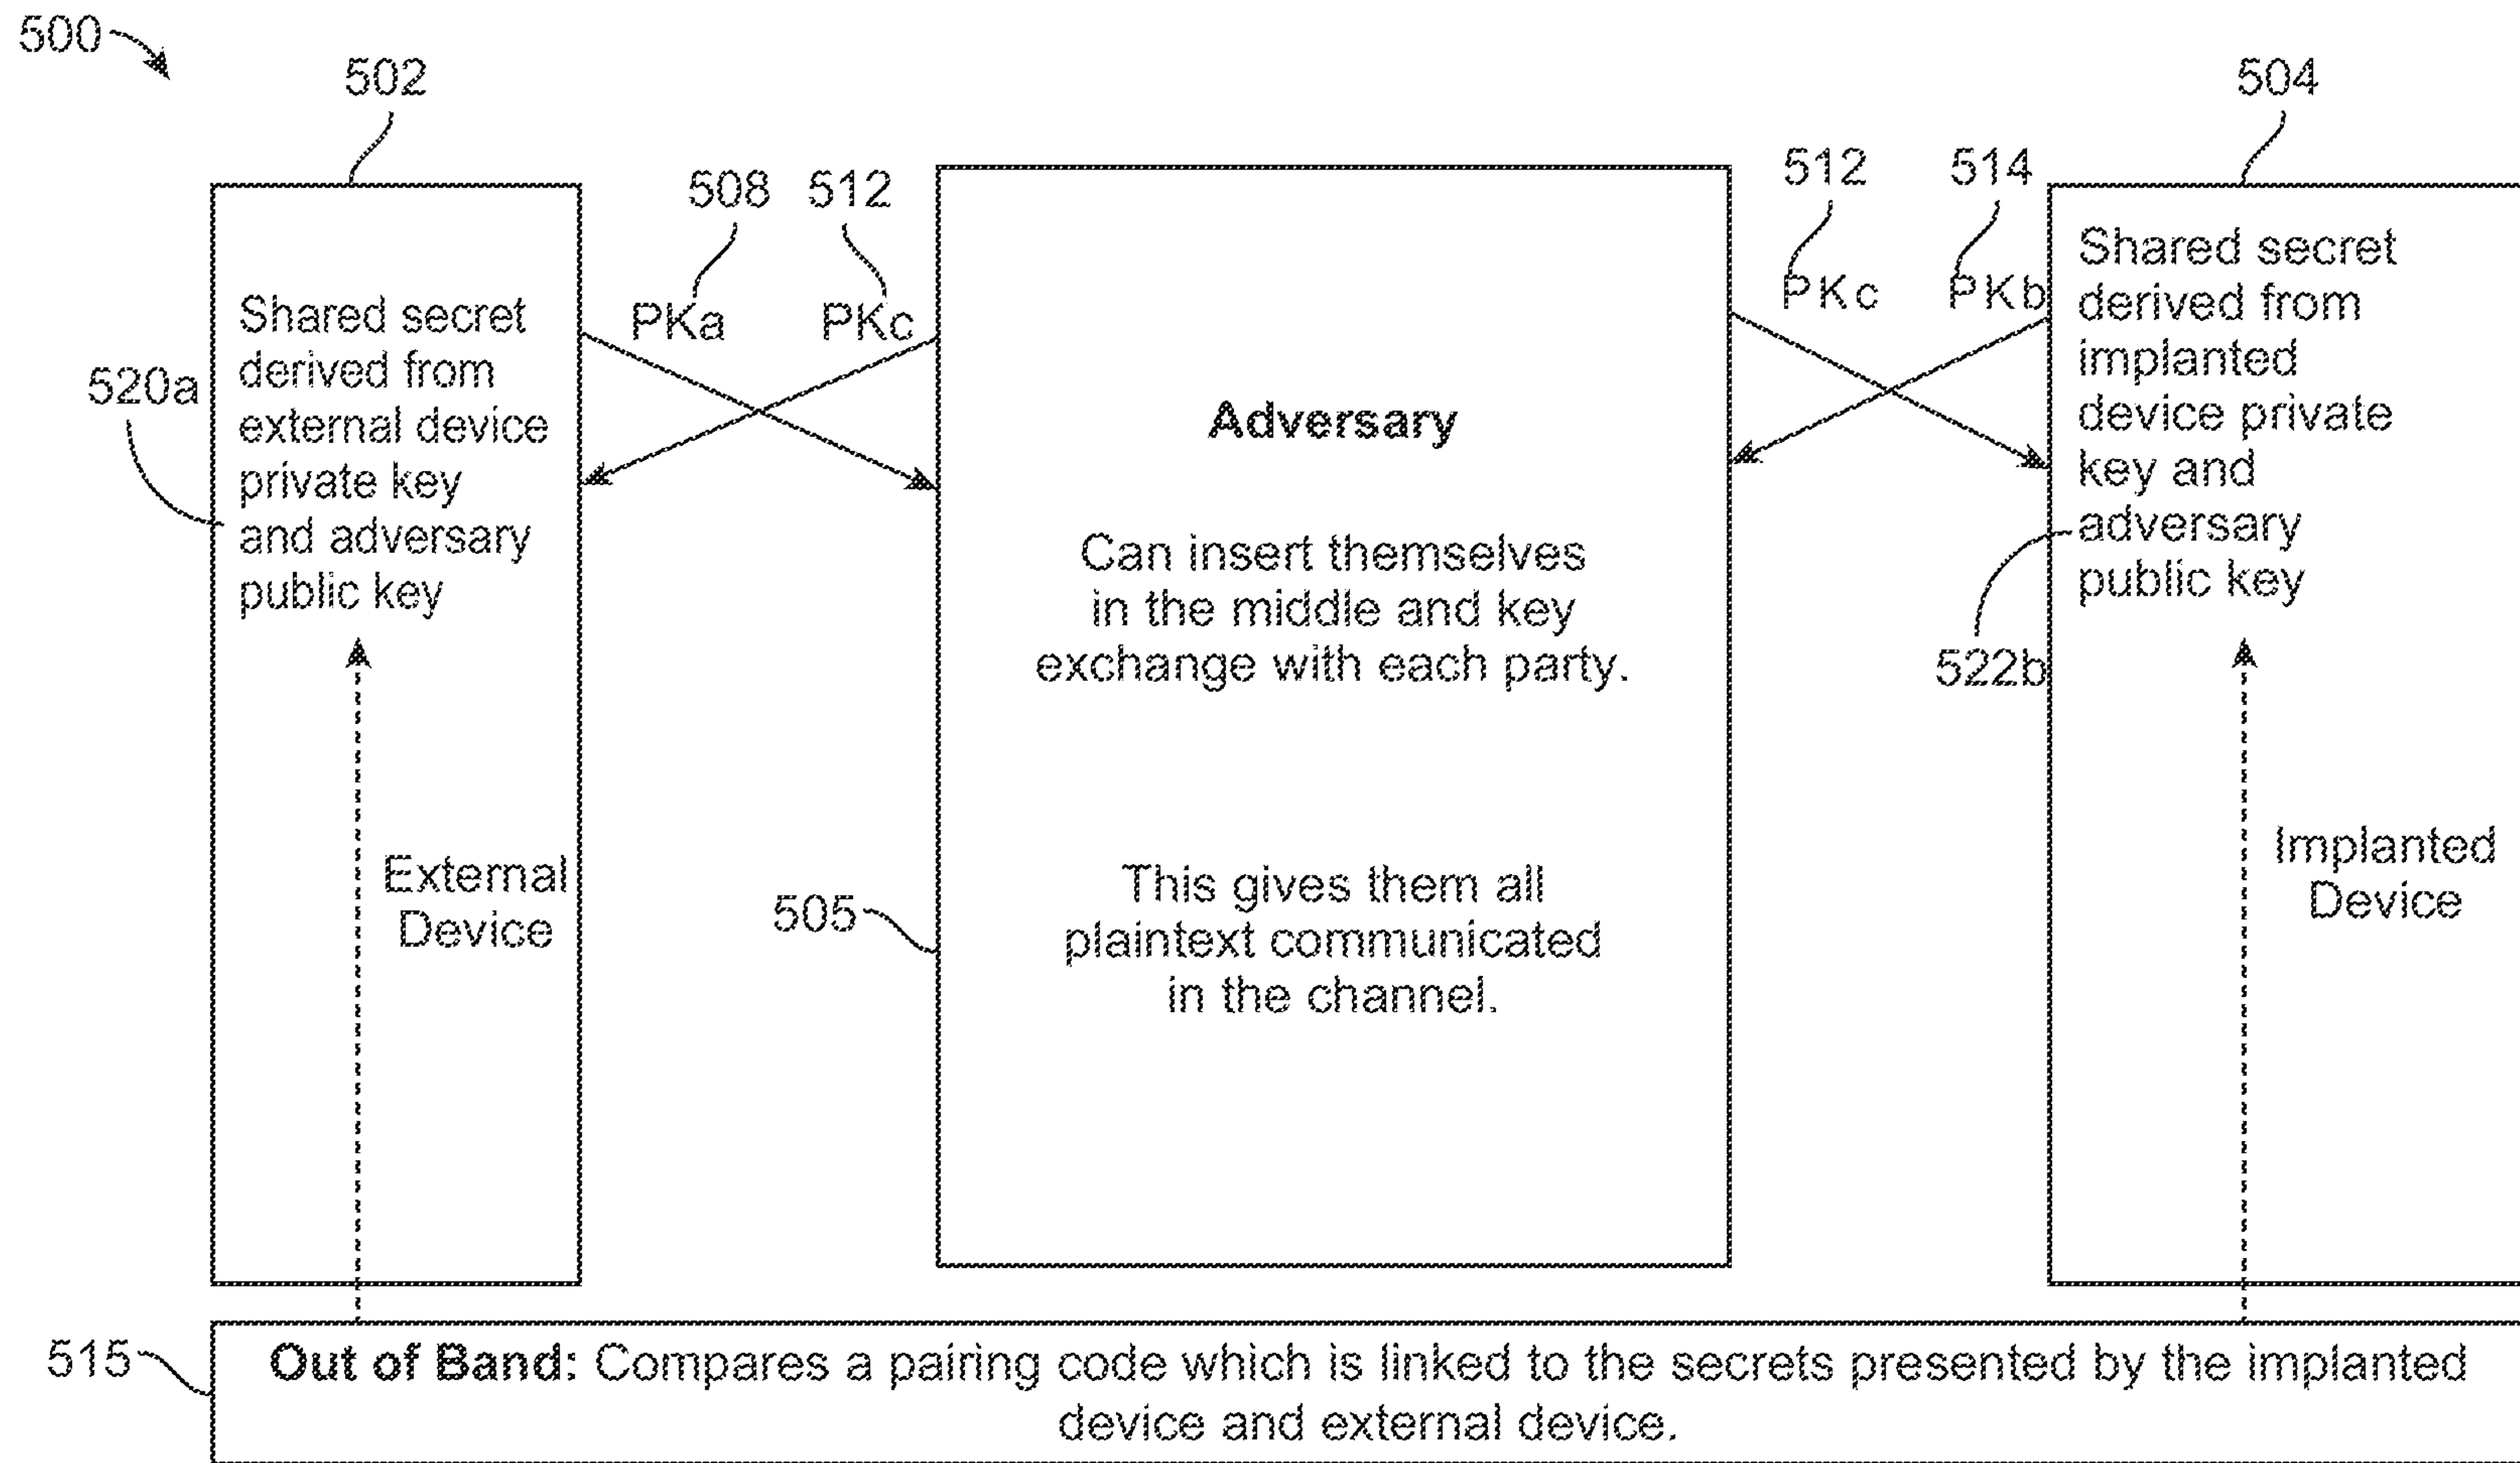 500
502
504
508 512
512 514
PKa PKc
PKc PKb
520a
Shared secret
derived from
external device
private key
and adversary
public key
External
Device
Adversary
Can insert themselves
in the middle and key
exchange with each party.
This gives them all
plaintext communicated
in the channel.
505
Shared secret
derived from
implanted
device private
key and
adversary
public key
522b
Implanted
Device
515
Out of Band: Compares a pairing code which is linked to the secrets presented by the implanted
device and external device.